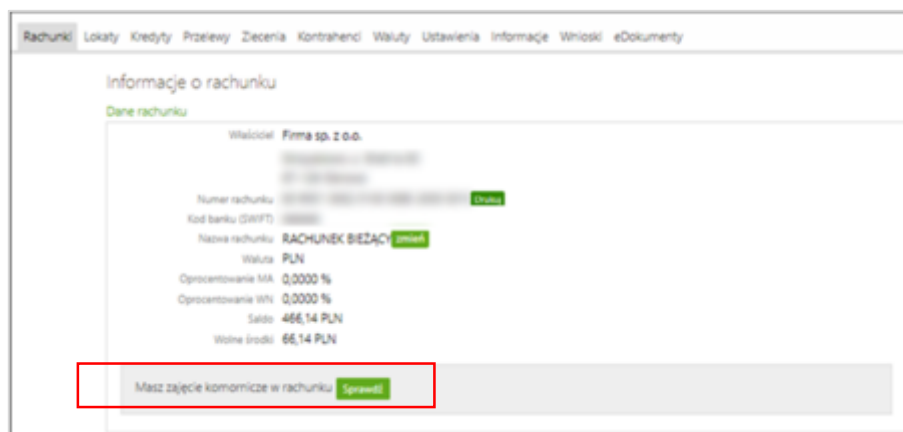 Rachunki Lokaty Kredyty Przelewy Zlecenia Kontrahenci Waluty Ustawienia Informacje Wnioski eDokumenty
Informacje o rachunku
Dane rachunku
Właściciel Firma sp. z o.o.
Numer rachunku Drukuj
Kod banku (SWIFT)
Nazwa rachunku RACHUNEK BIEŻĄCY zmień
Waluta PLN
Oprocentowanie MA 0,0000 %
Oprocentowanie WN 0,0000 %
Saldo 466,14 PLN
Wolne środki 66,14 PLN
Masz zajęcie komornicze w rachunku Sprawdź